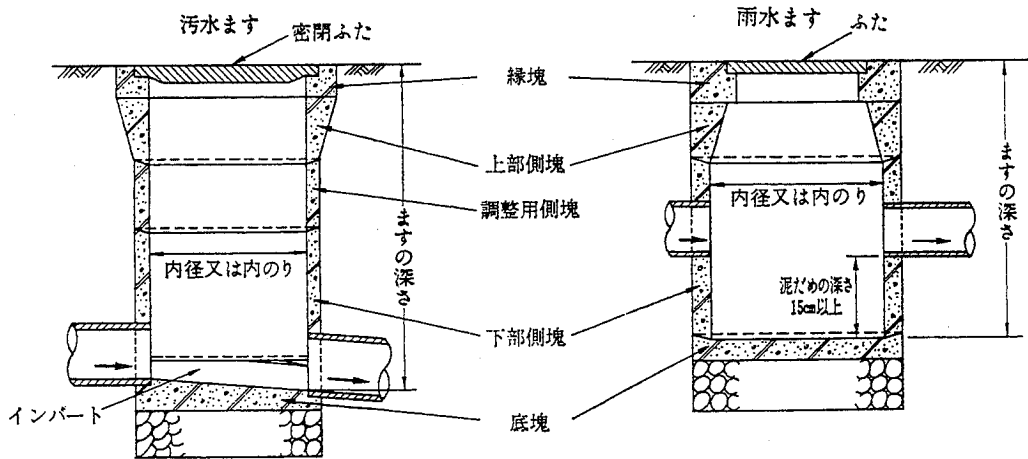 汚水ます
密閉ふた
雨水ます
ふた
縁塊
上部側塊
調整用側塊
ますの深さ
内径又は内のり
内径又は内のり
ますの深さ
泥だめの深さ
15cm以上
下部側塊
インバート
底塊